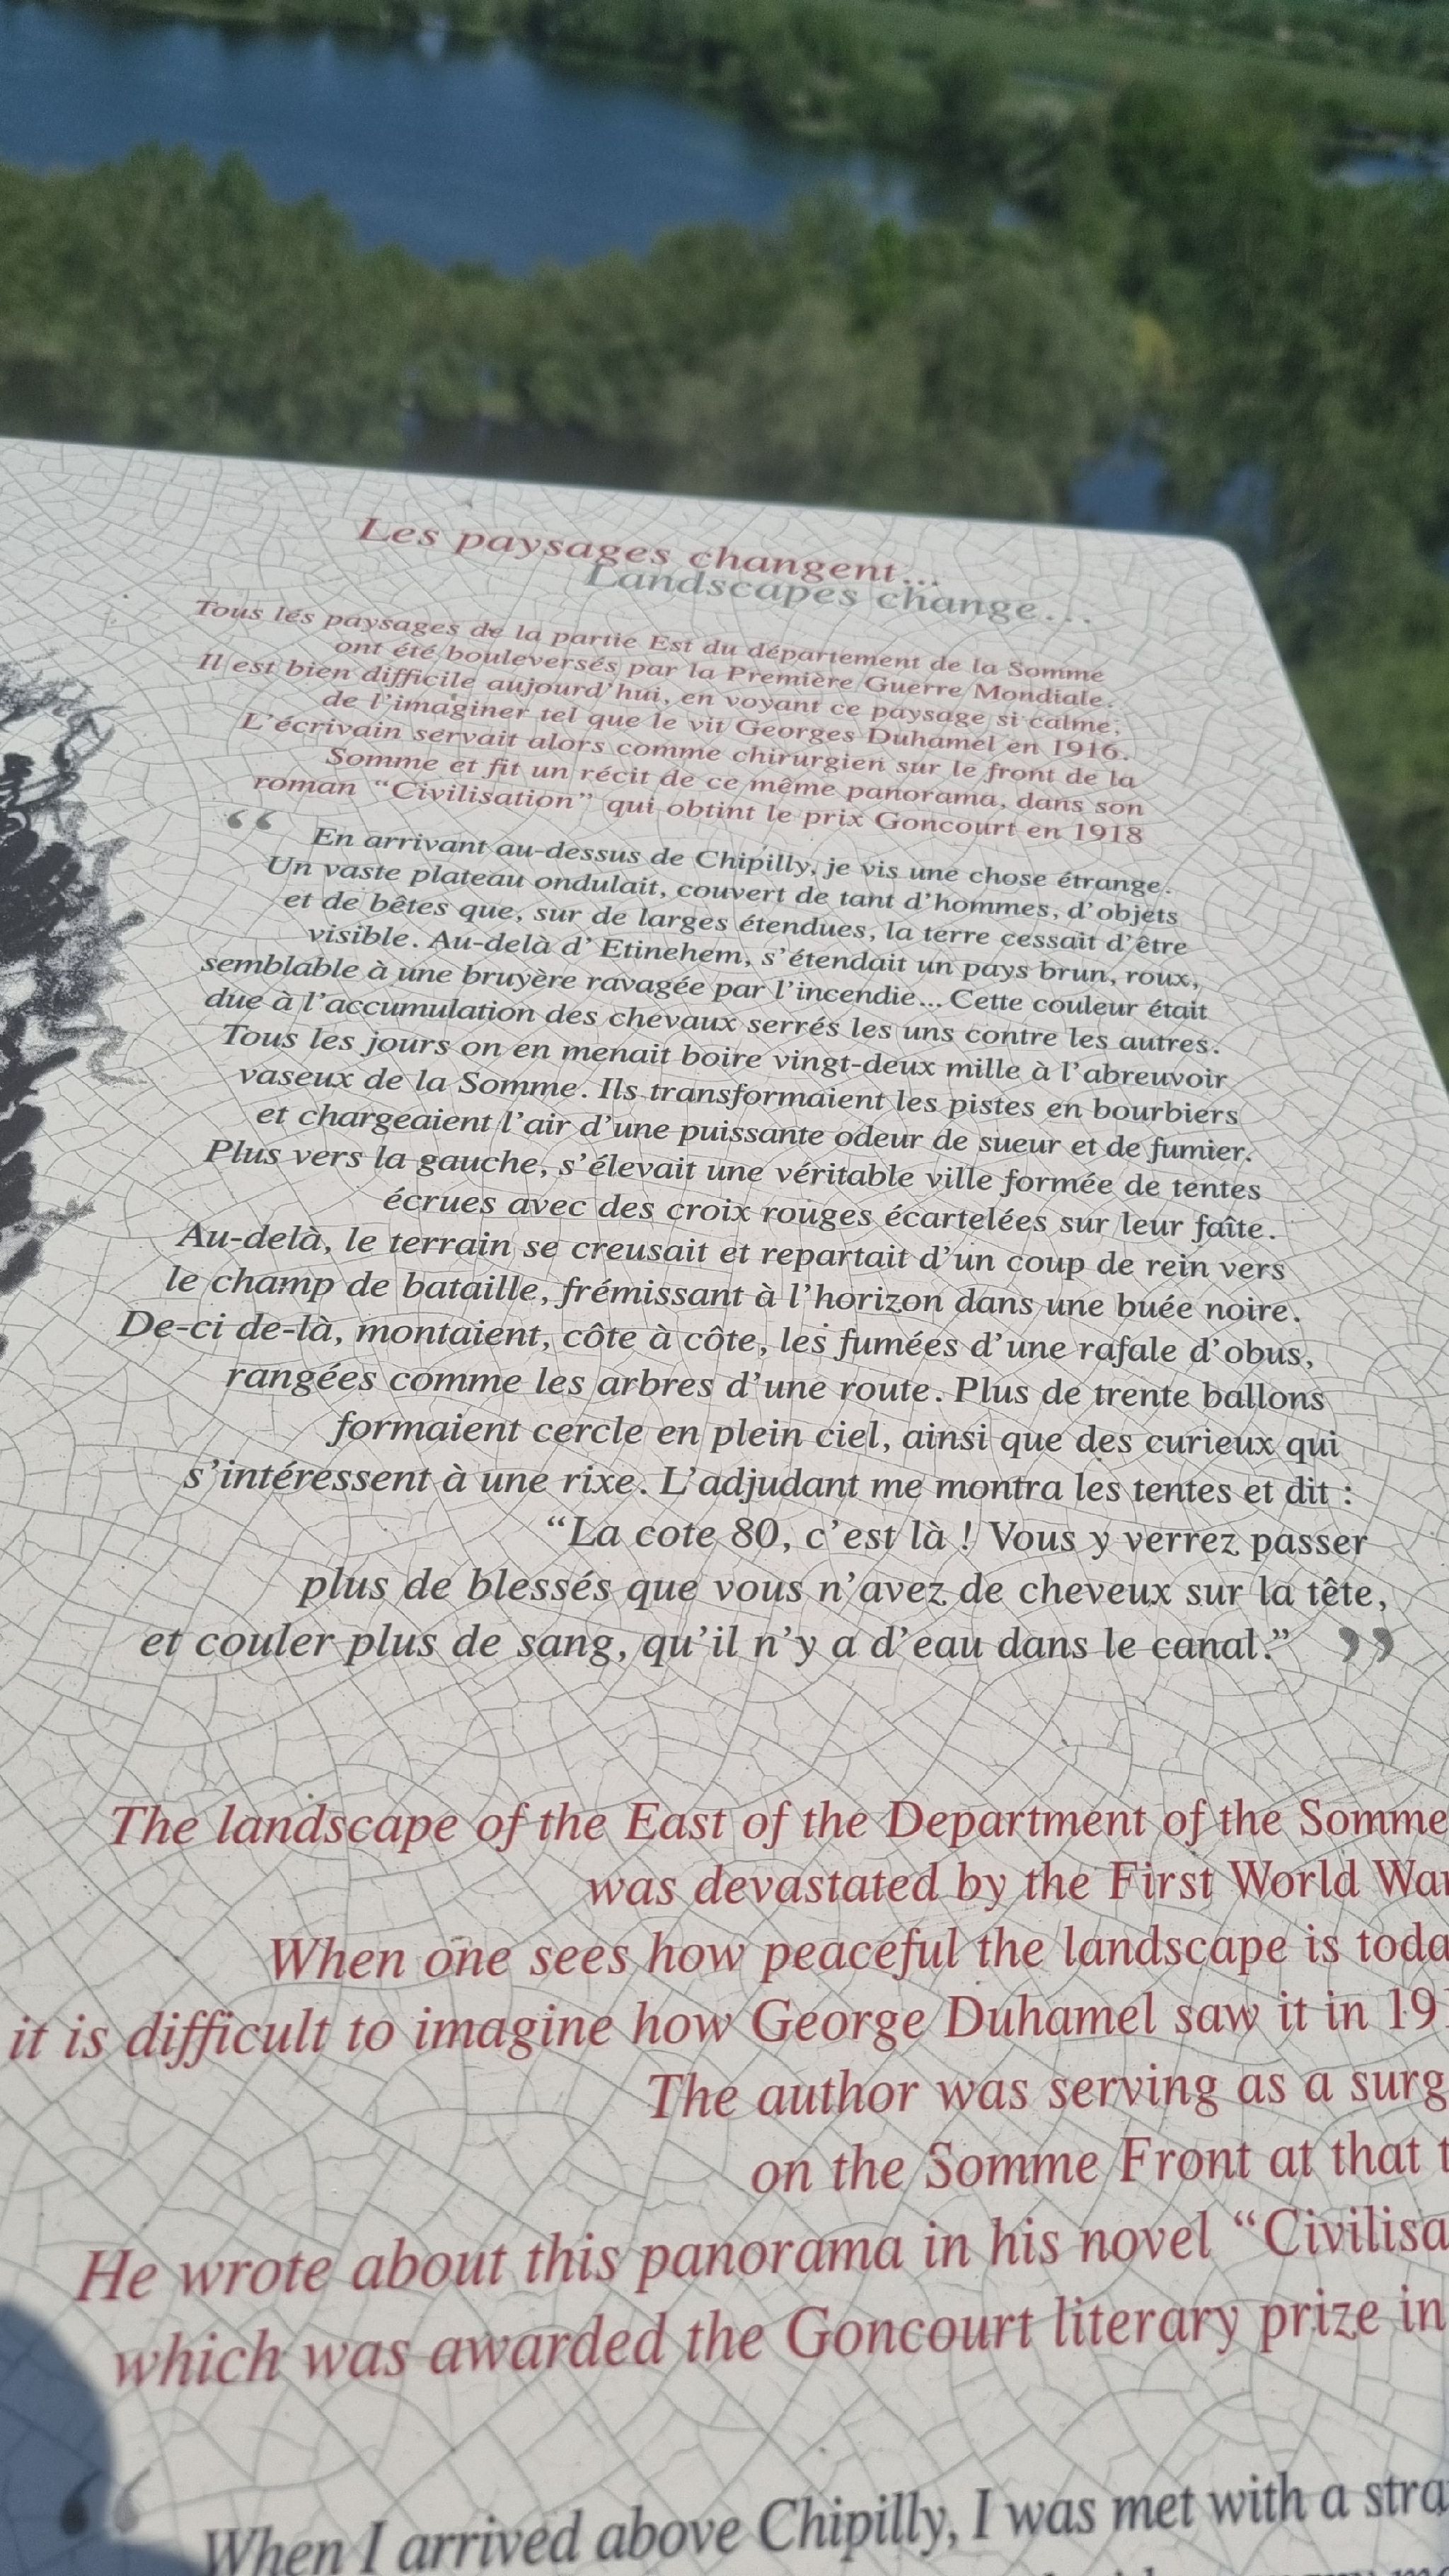 Les paysages changent...
Landscapes change...
Tous les paysages de la partie Est du département de la Somme
ont été bouleversés par la Première Guerre Mondiale.
Il est bien difficile aujourd'hui, en voyant ce paysage si calme,
de l'imaginer tel que le vit Georges Duhamel en 1916.
L'écrivain servait alors comme chirurgien sur le front de la
Somme et fit un récit de ce même panorama, dans son
roman “Civilisation” qui obtint le prix Goncourt en 1918
“ En arrivant au-dessus de Chipilly, je vis une chose étrange.
Un vaste plateau ondulait, couvert de tant d'hommes, d'objets
et de bêtes que, sur de larges étendues, la terre cessait d'être
visible. Au-delà d' Etinehem, s'étendait un pays brun, roux,
semblable à une bruyère ravagée par l'incendie... Cette couleur était
due à l'accumulation des chevaux serrés les uns contre les autres.
Tous les jours on en menait boire vingt-deux mille à l'abreuvoir
vaseux de la Somme. Ils transformaient les pistes en bourbiers
et chargeaient l'air d'une puissante odeur de sueur et de fumier.
Plus vers la gauche, s'élevait une véritable ville formée de tentes
écrues avec des croix rouges écartelées sur leur faîte.
Au-delà, le terrain se creusait et repartait d'un coup de rein vers
le champ de bataille, frémissant à l'horizon dans une buée noire.
De-ci de-là, montaient, côte à côte, les fumées d'une rafale d'obus,
rangées comme les arbres d'une route. Plus de trente ballons
formaient cercle en plein ciel, ainsi que des curieux qui
s'intéressent à une rixe. L'adjudant me montra les tentes et dit :
“La cote 80, c'est là ! Vous y verrez passer
plus de blessés que vous n'avez de cheveux sur la tête,
et couler plus de sang, qu'il n'y a d'eau dans le canal.” ”
The landscape of the East of the Department of the Somme
was devastated by the First World War
When one sees how peaceful the landscape is toda
it is difficult to imagine how George Duhamel saw it in 191
The author was serving as a surg
on the Somme Front at that t
He wrote about this panorama in his novel “Civilisa
which was awarded the Goncourt literary prize in
“ When I arrived above Chipilly, I was met with a stra